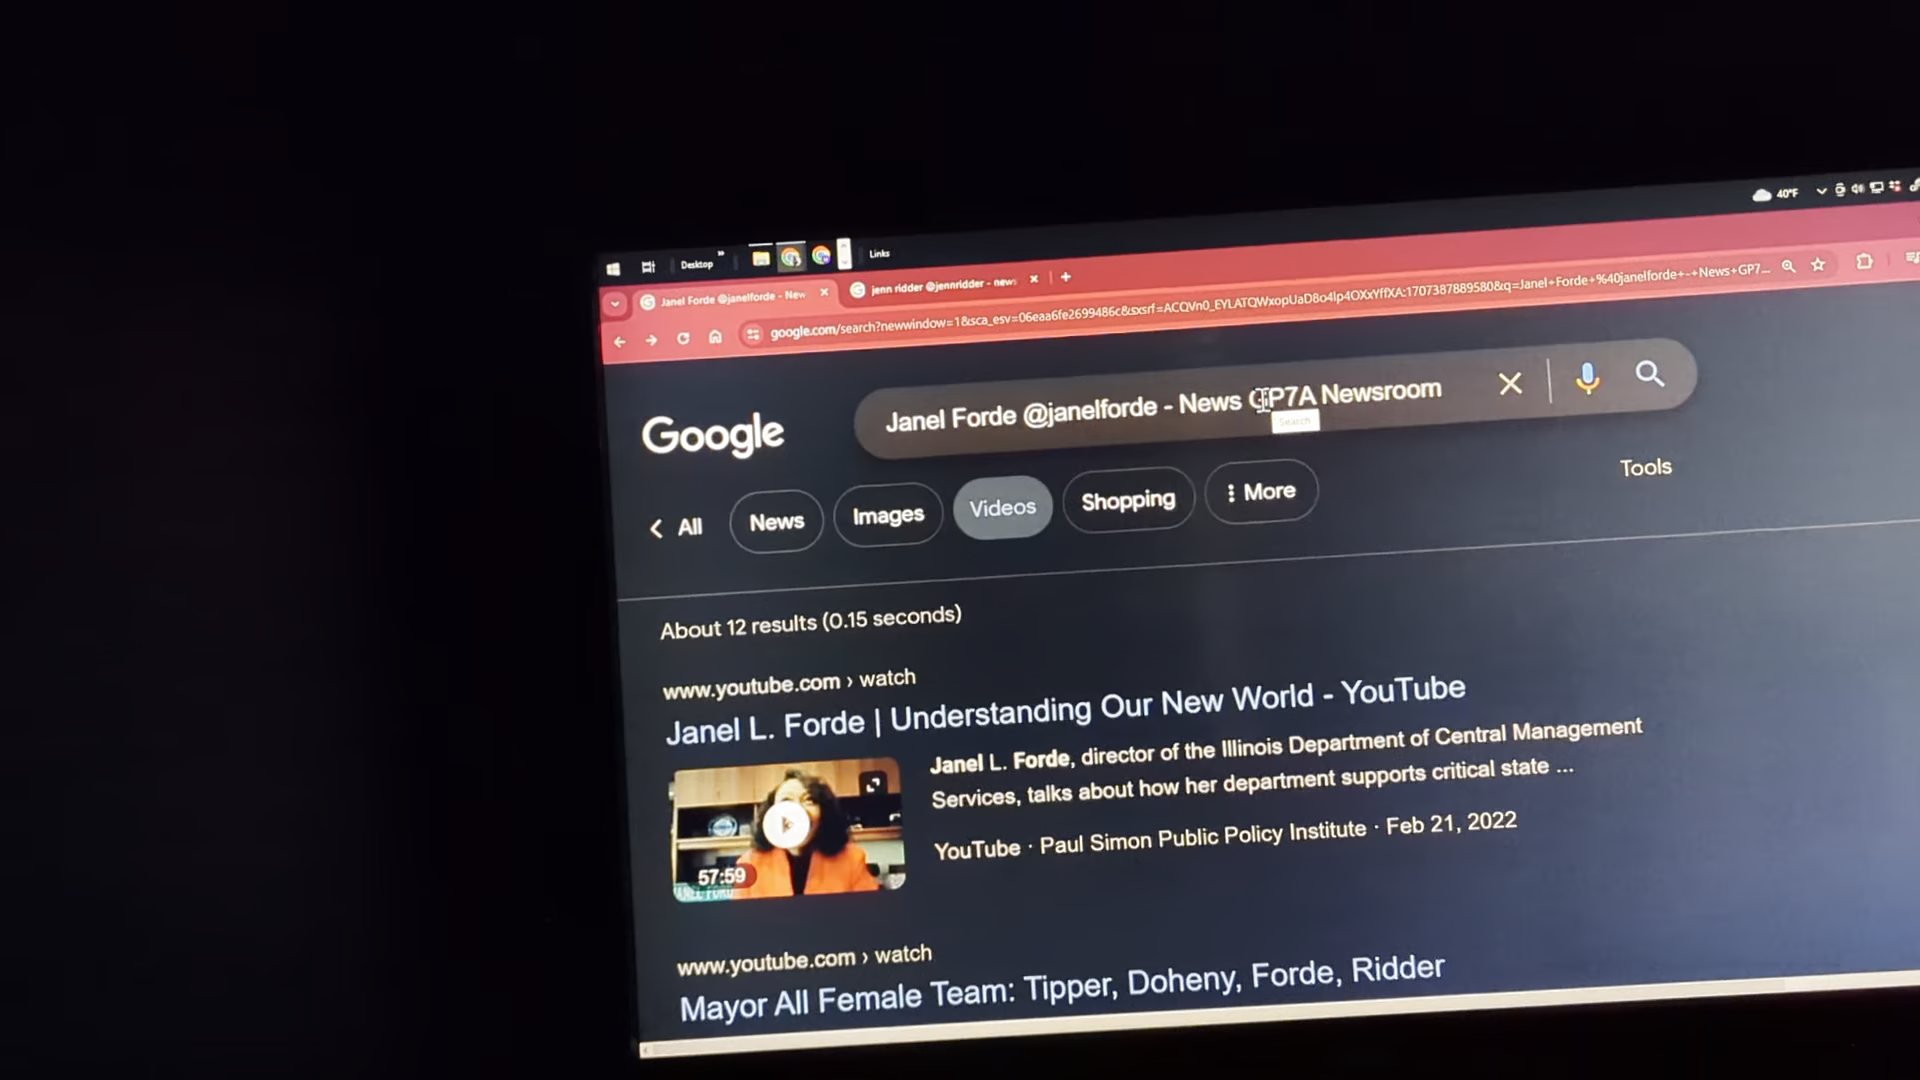 Desktop
Links
40°F
Janel Forde @janelforde - New
jenn ridder @jennridder - news
google.com/search?newwindow=1&sca_esv=06eaa6fe2699486c&sxsrf=ACQVn0_EYLATQWxopUaD8o4lp4OXxYffXA:1707387889580&q=Janel+Forde+%40janelforde+-+News+GP7...
Google
Janel Forde @janelforde - News GP7A Newsroom
Search
All
News
Images
Videos
Shopping
More
Tools
About 12 results (0.15 seconds)
www.youtube.com › watch
Janel L. Forde | Understanding Our New World - YouTube
Janel L. Forde, director of the Illinois Department of Central Management
Services, talks about how her department supports critical state ...
YouTube · Paul Simon Public Policy Institute · Feb 21, 2022
57:59
www.youtube.com › watch
Mayor All Female Team: Tipper, Doheny, Forde, Ridder